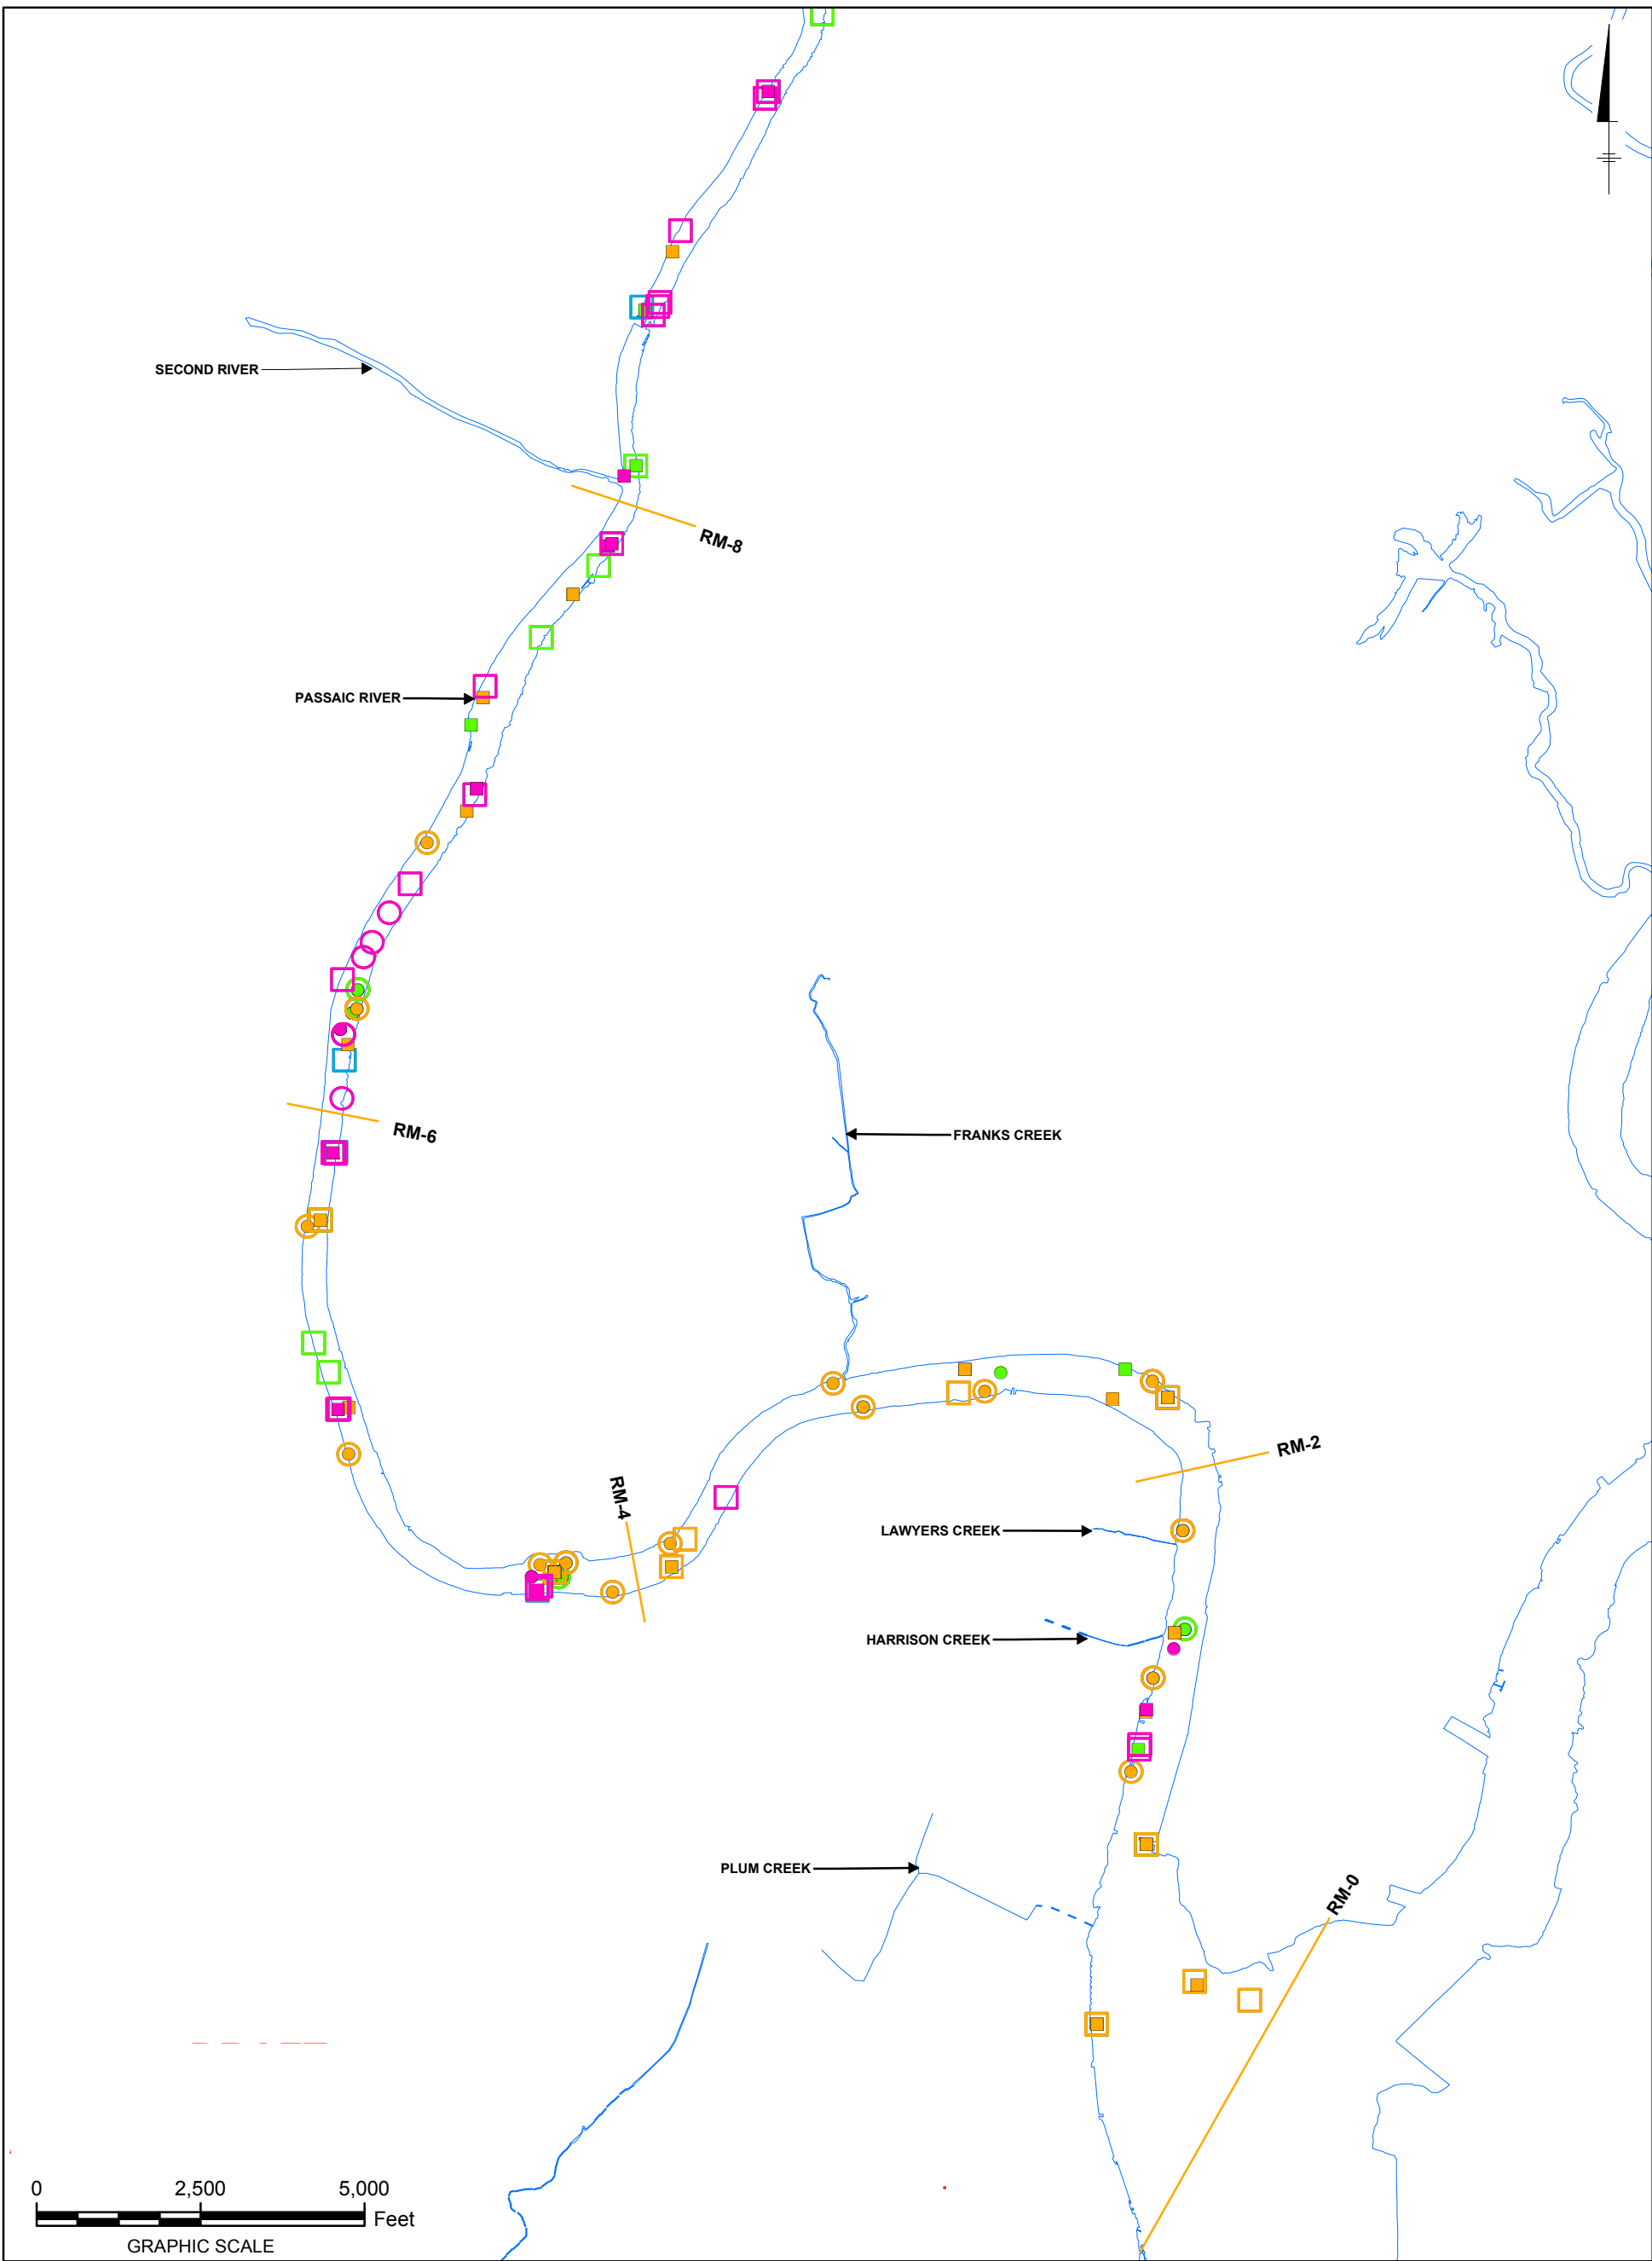 SECOND RIVER
RM-8
PASSAIC RIVER
RM-6
FRANKS CREEK
RM-2
RM-4
LAWYERS CREEK
HARRISON CREEK
PLUM CREEK
RM-0
0 2,500 5,000
Feet
GRAPHIC SCALE